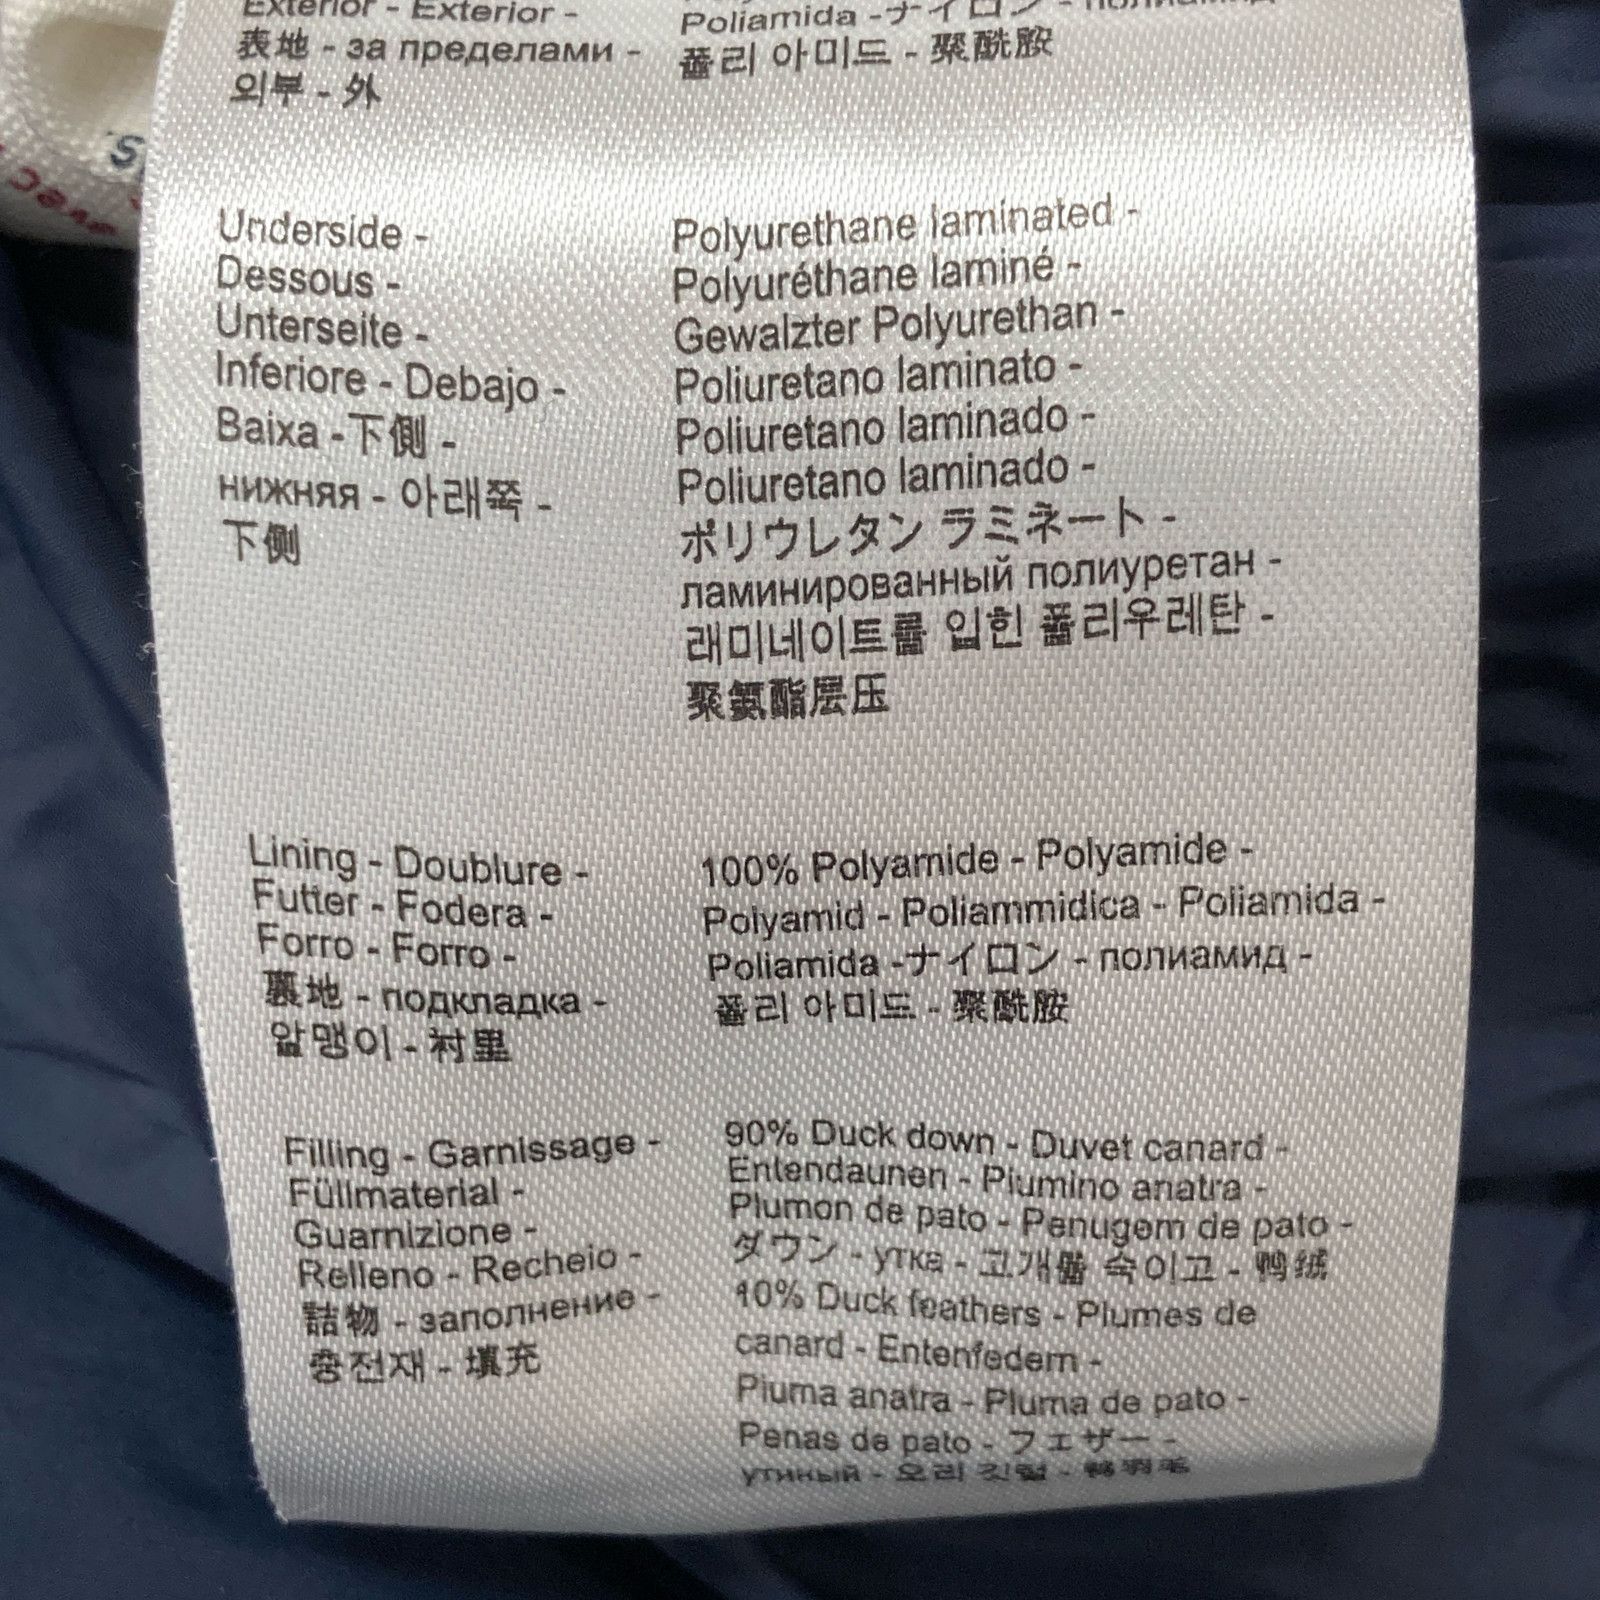 Exterior - Exterior -
表地 - за пределами -
외부 - 外
Poliamida -ナイロン - полиамид
폴리 아미드 - 聚酰胺
Underside -
Dessous -
Unterseite -
Inferiore - Debajo -
Baixa -下側 -
нижняя - 아래쪽 -
下侧
Polyurethane laminated -
Polyuréthane laminé -
Gewalzter Polyurethan -
Poliuretano laminato -
Poliuretano laminado -
Poliuretano laminado -
ポリウレタン ラミネート -
ламинированный полиуретан -
래미네이트를 입힌 폴리우레탄 -
聚氨酯层压
Lining - Doublure -
Futter - Fodera -
Forro - Forro -
裏地 - подкладка -
알맹이 - 衬里
100% Polyamide - Polyamide -
Polyamid - Poliammidica - Poliamida -
Poliamida -ナイロン - полиамид -
폴리 아미드 - 聚酰胺
Filling - Garnissage -
Füllmaterial -
Guarnizione -
Relleno - Recheio -
詰物 - заполнение -
충전재 - 填充
90% Duck down - Duvet canard -
Entendaunen - Piumino anatra -
Plumon de pato - Penugem de pato -
ダウン - утка - 고개를 숙이고 - 鸭绒
10% Duck feathers - Plumes de
canard - Entenfedern -
Piuma anatra - Pluma de pato -
Penas de pato - フェザー -
утиный - 오리 깃털 - 鸭羽毛